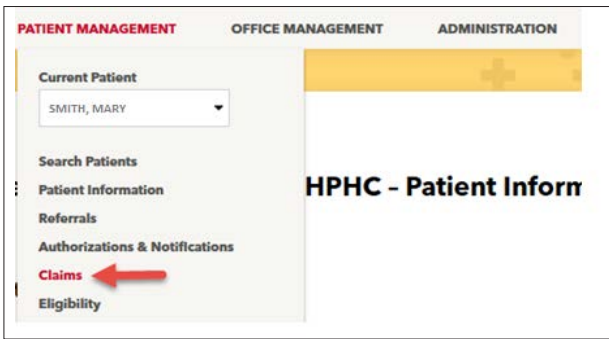 PATIENT MANAGEMENT OFFICE MANAGEMENT ADMINISTRATION
Current Patient
SMITH, MARY
Search Patients
Patient Information
HPHC - Patient Inform
Referrals
Authorizations & Notifications
Claims
Eligibility